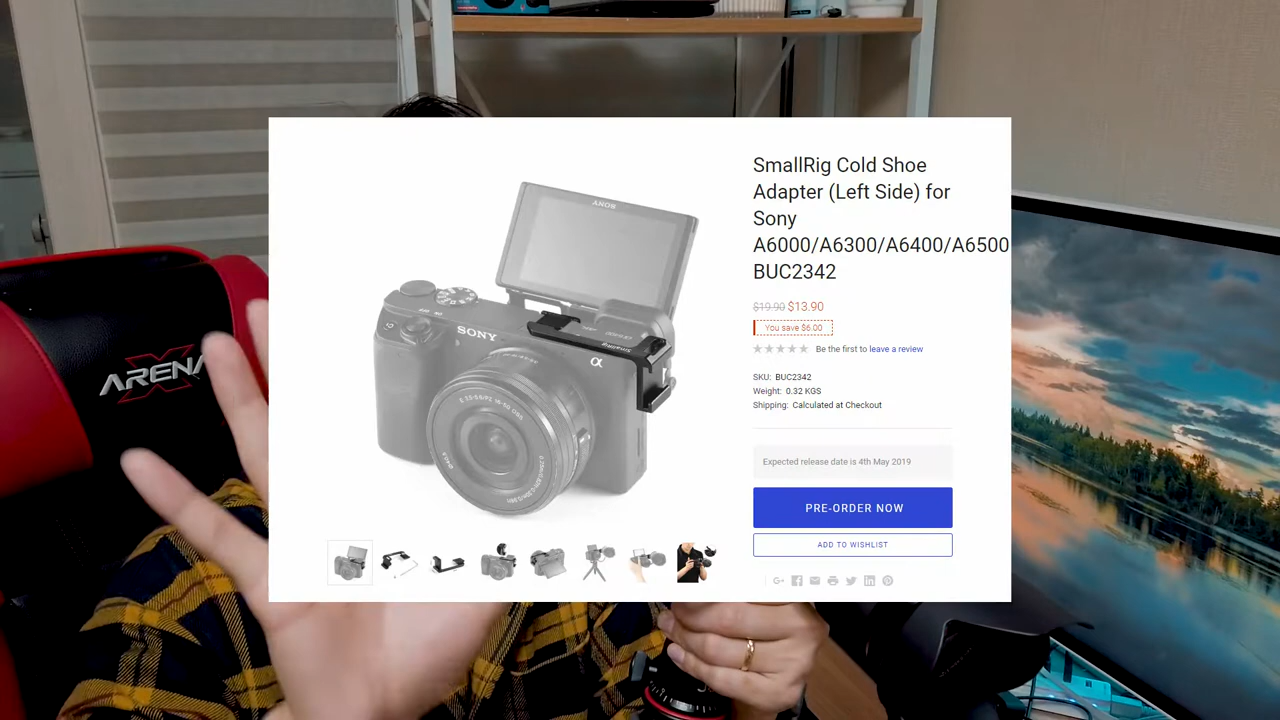 SmallRig Cold Shoe
Adapter (Left Side) for
Sony
A6000/A6300/A6400/A6500
BUC2342
$19.90 $13.90
You save $6.00
Be the first to leave a review
SKU: BUC2342
Weight: 0.32 KGS
Shipping: Calculated at Checkout
Expected release date is 4th May 2019
PRE-ORDER NOW
ADD TO WISHLIST
SONY
α
SmallRig
ARENA